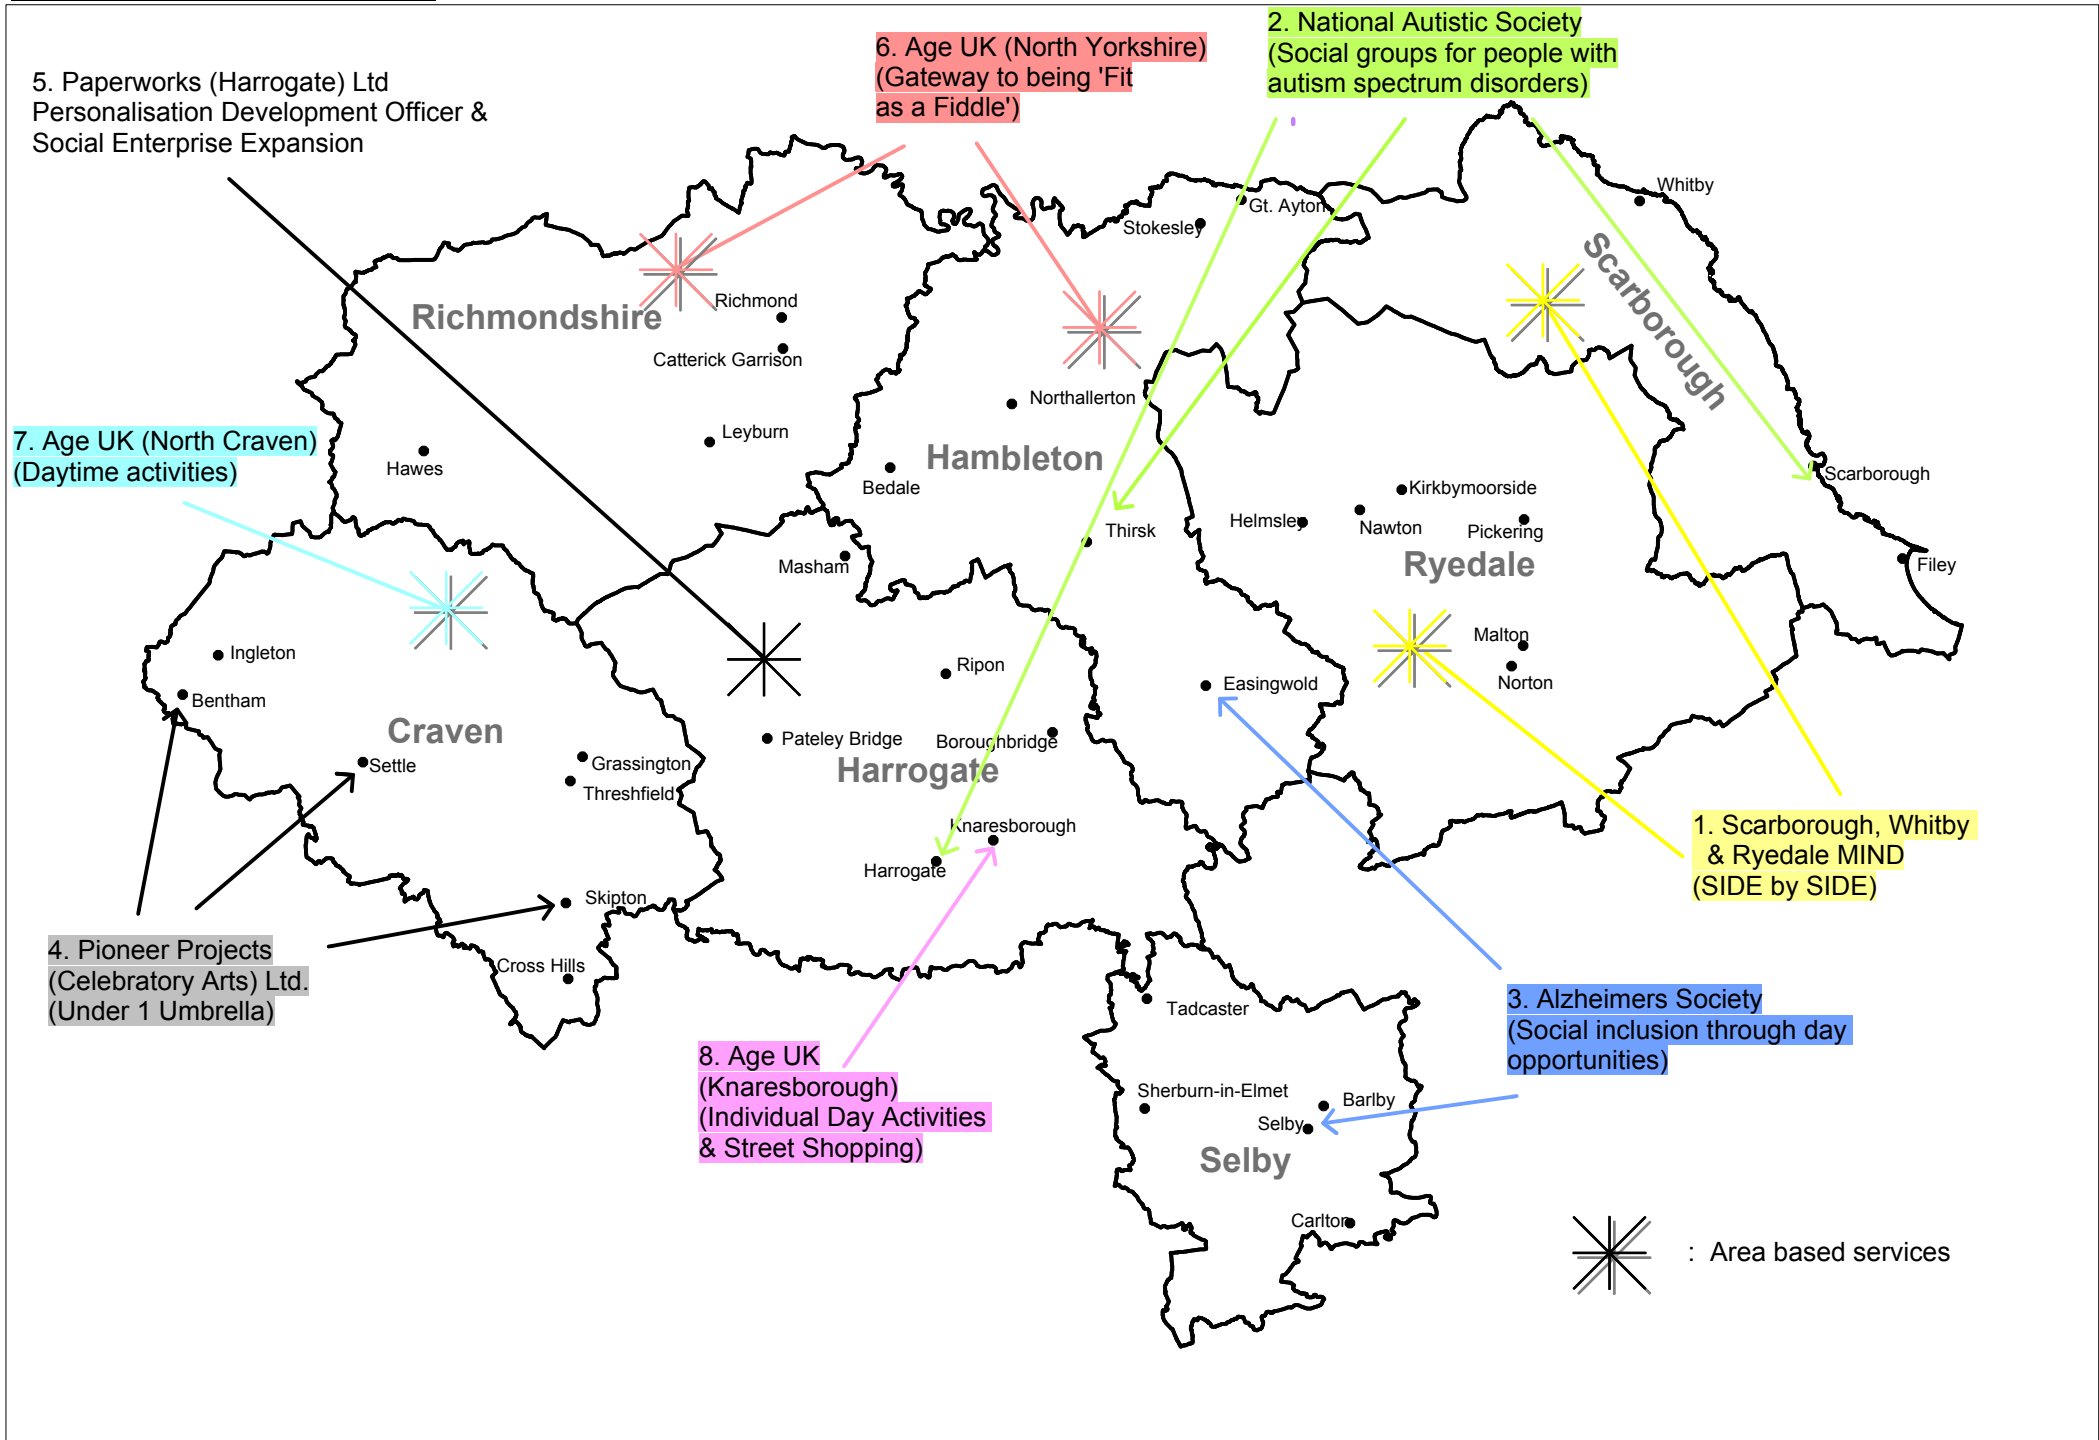 2. National Autistic Society
(Social groups for people with
autism spectrum disorders)
6. Age UK (North Yorkshire)
(Gateway to being 'Fit
as a Fiddle')
5. Paperworks (Harrogate) Ltd
Personalisation Development Officer &
Social Enterprise Expansion
Whitby
Gt. Ayton
Stokesley
Scarborough
Richmondshire
Richmond
Catterick Garrison
Northallerton
Leyburn
7. Age UK (North Craven)
(Daytime activities)
Hawes
Hambleton
Bedale
Scarborough
Kirkbymoorside
Helmsley
Nawton
Pickering
Thirsk
Masham
Ryedale
Filey
Ingleton
Malton
Ripon
Bentham
Easingwold
Norton
Craven
Pateley Bridge
Boroughbridge
Settle
Grassington
Harrogate
Threshfield
Knaresborough
1. Scarborough, Whitby
& Ryedale MIND
(SIDE by SIDE)
Harrogate
Skipton
4. Pioneer Projects
(Celebratory Arts) Ltd.
(Under 1 Umbrella)
Cross Hills
Tadcaster
3. Alzheimers Society
(Social inclusion through day
opportunities)
8. Age UK
(Knaresborough)
(Individual Day Activities
& Street Shopping)
Sherburn-in-Elmet
Barlby
Selby
Selby
Carlton
: Area based services